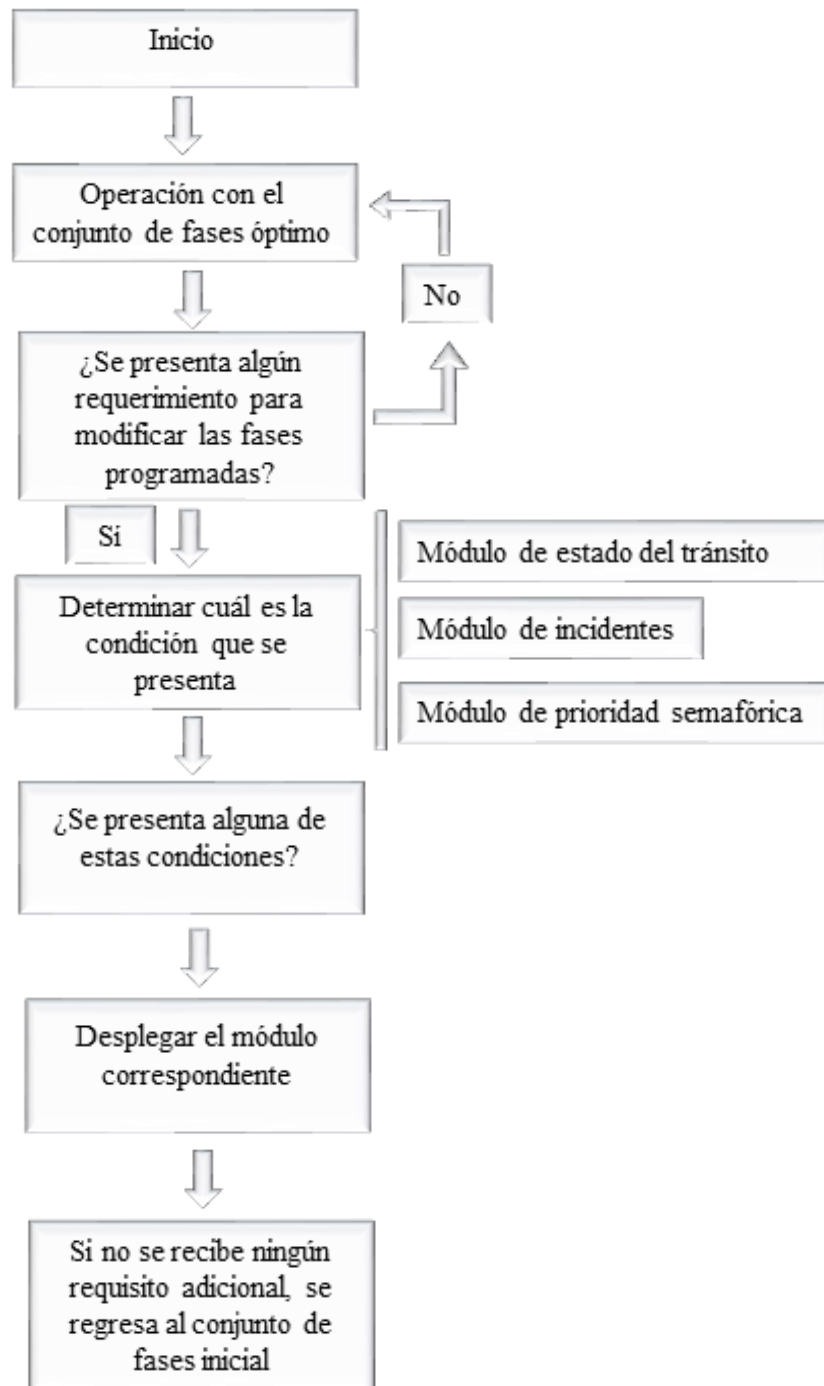 Inicio
Operación con el
conjunto de fases óptimo
No
¿Se presenta algún
requerimiento para
modificar las fases
programadas?
Sí
Determinar cuál es la
condición que se
presenta
Módulo de estado del tránsito
Módulo de incidentes
Módulo de prioridad semafórica
¿Se presenta alguna de
estas condiciones?
Desplegar el módulo
correspondiente
Si no se recibe ningún
requisito adicional, se
regresa al conjunto de
fases inicial